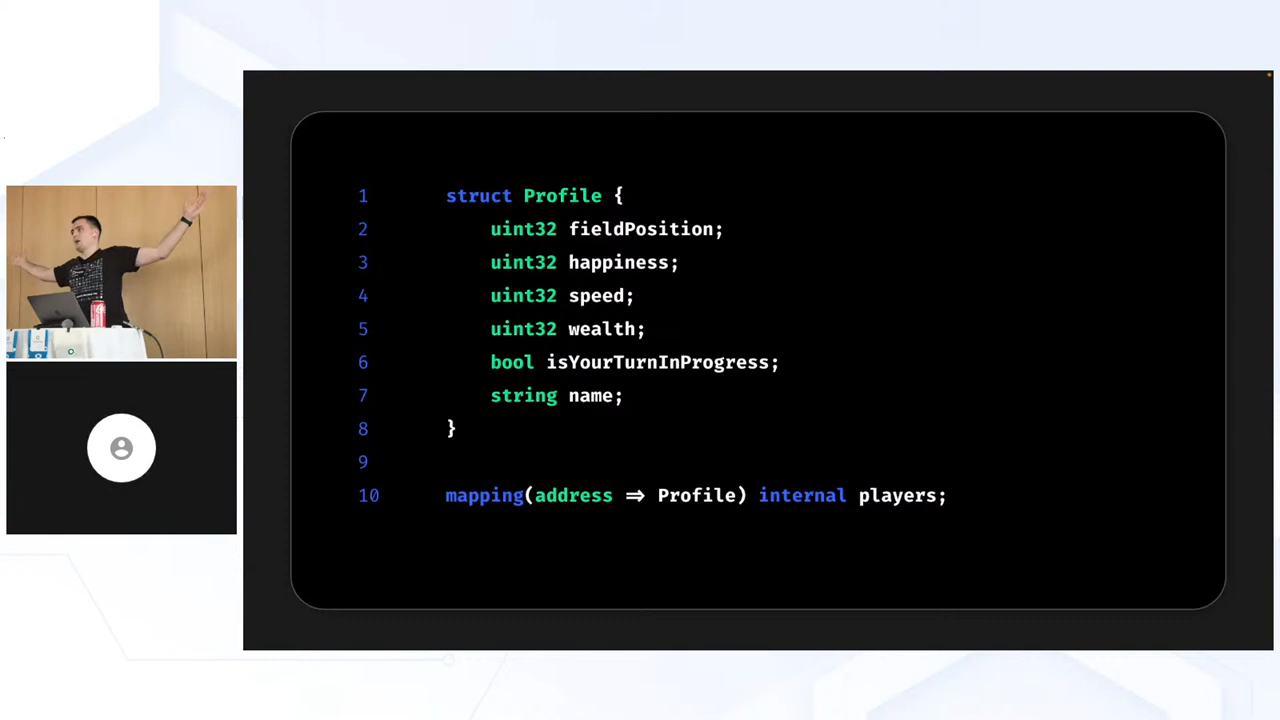 1 struct Profile {
2 uint32 fieldPosition;
3 uint32 happiness;
4 uint32 speed;
5 uint32 wealth;
6 bool isYourTurnInProgress;
7 string name;
8 }
9
10 mapping(address => Profile) internal players;